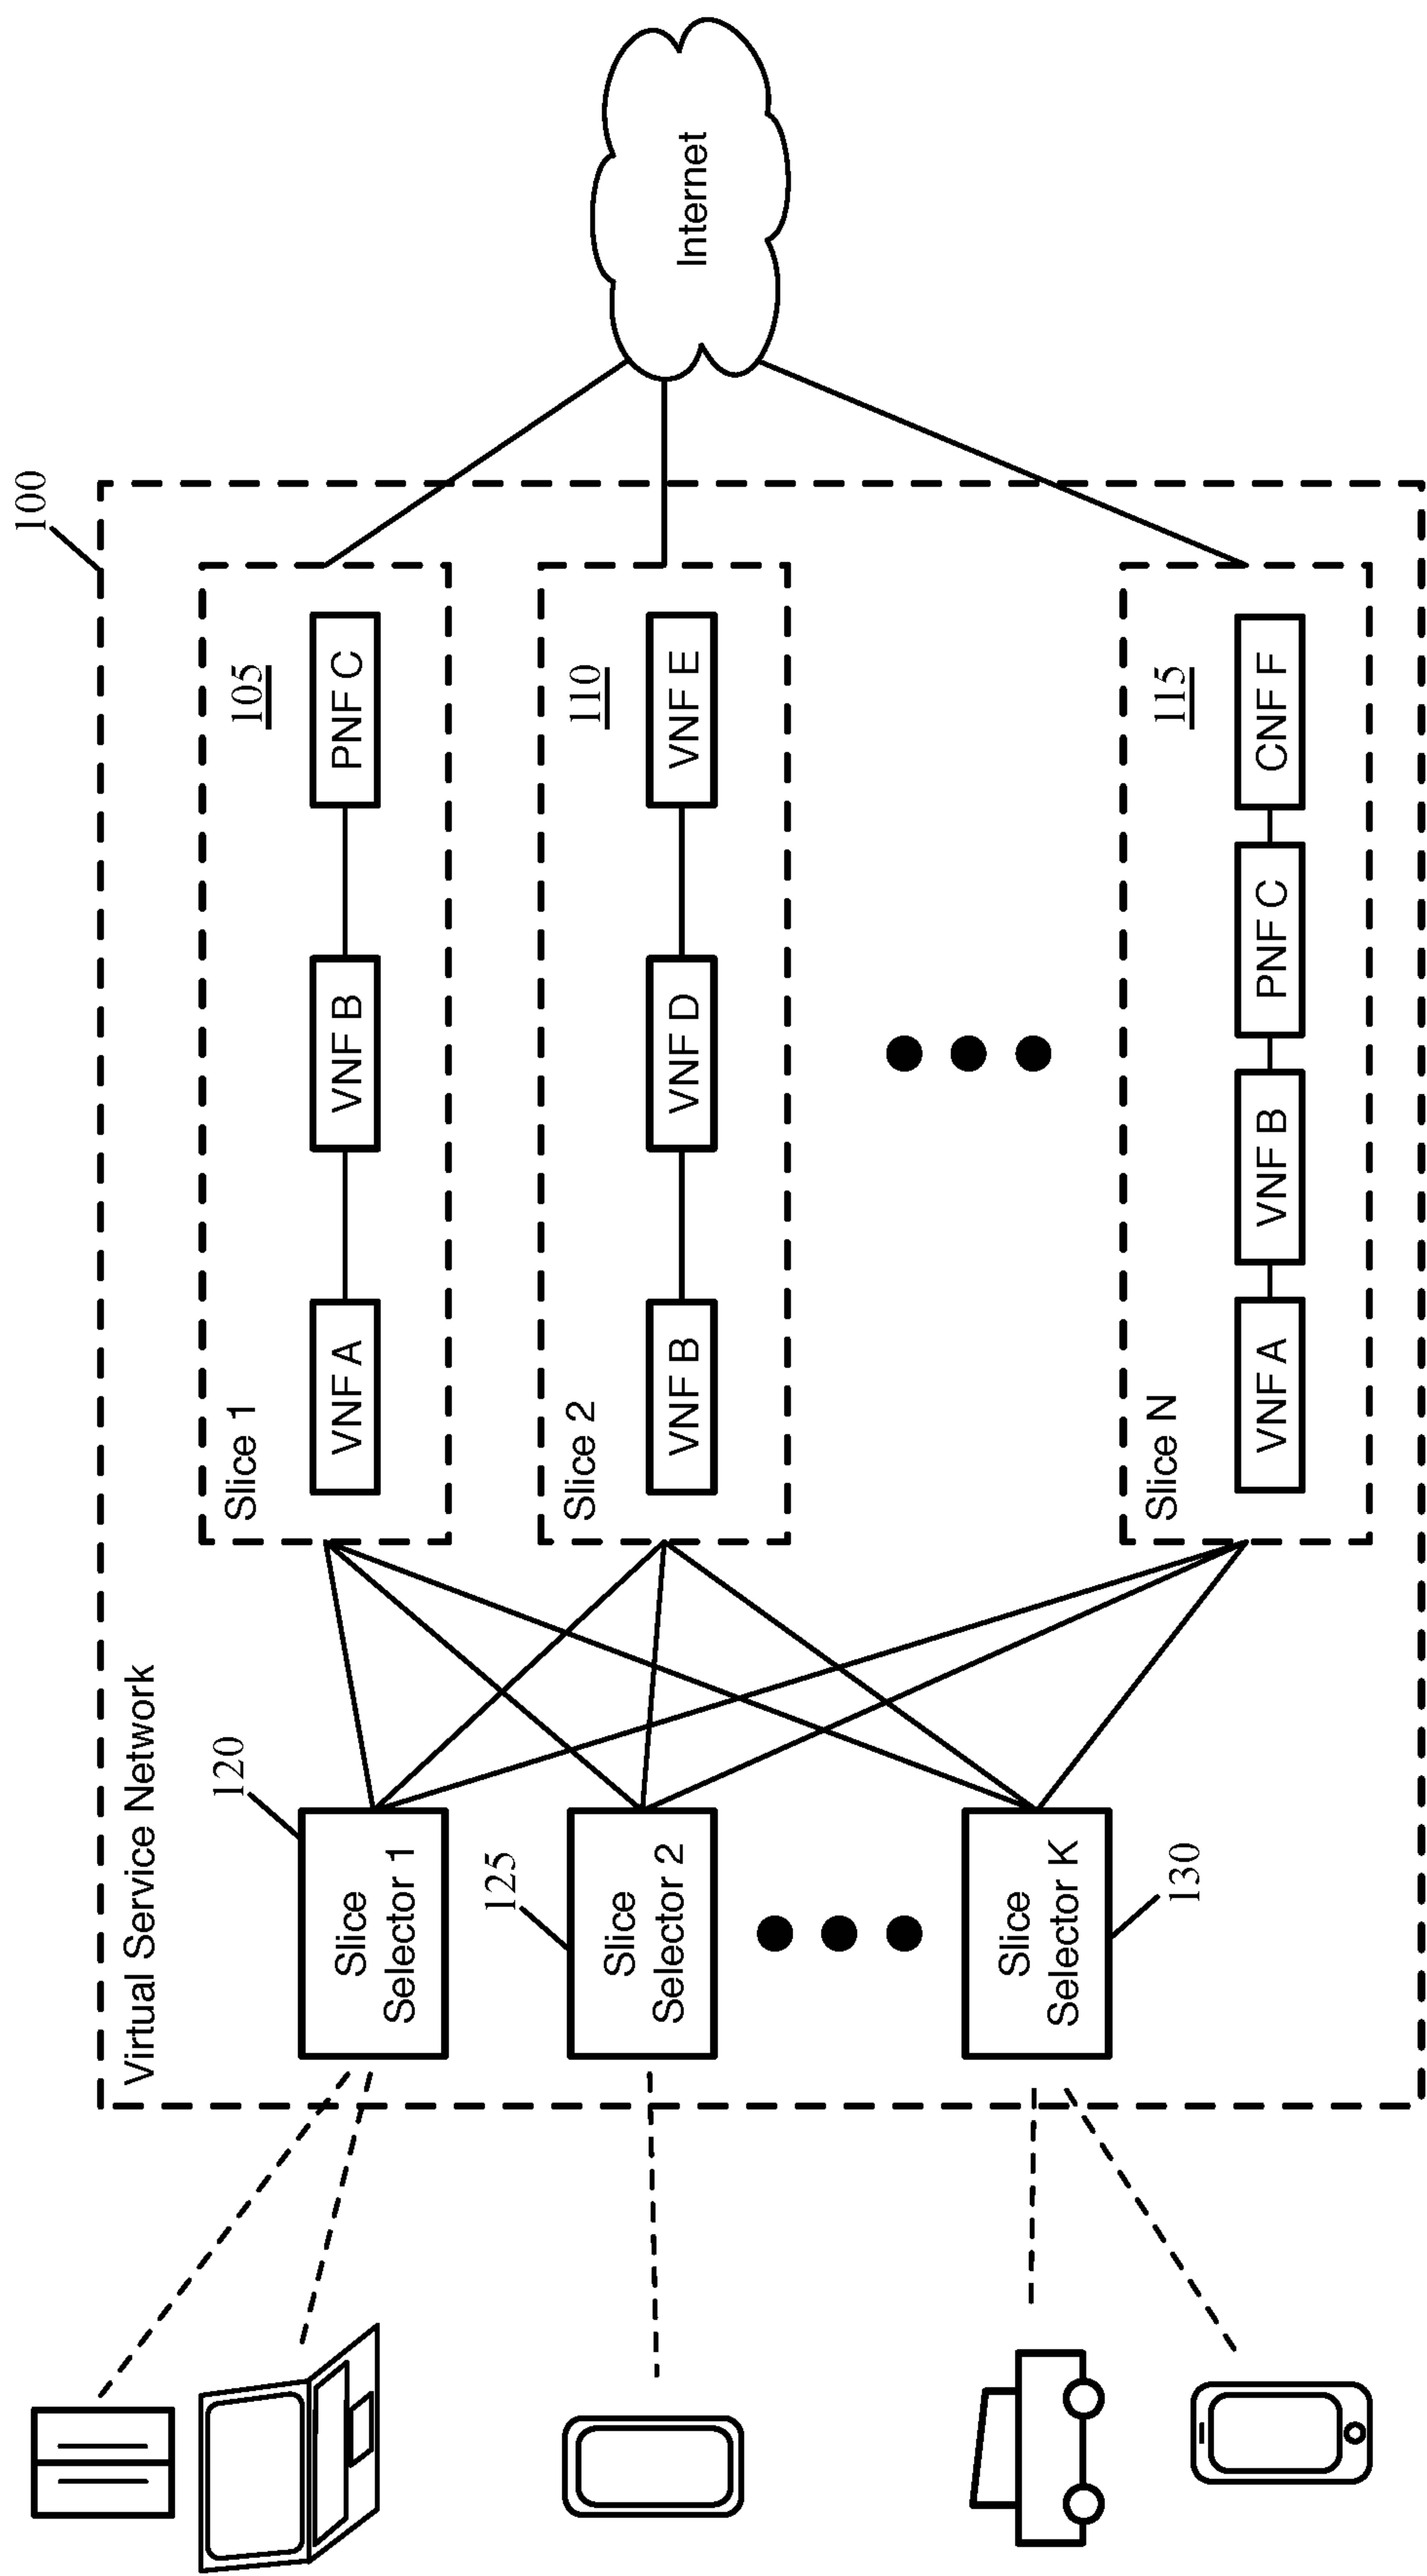 100
Virtual Service Network
120
Slice
Selector 1
125
Slice
Selector 2
Slice
Selector K
130
Slice 1
105
VNF A
VNF B
PNF C
Slice 2
110
VNF B
VNF D
VNF E
Slice N
115
VNF A
VNF B
PNF C
CNF F
Internet